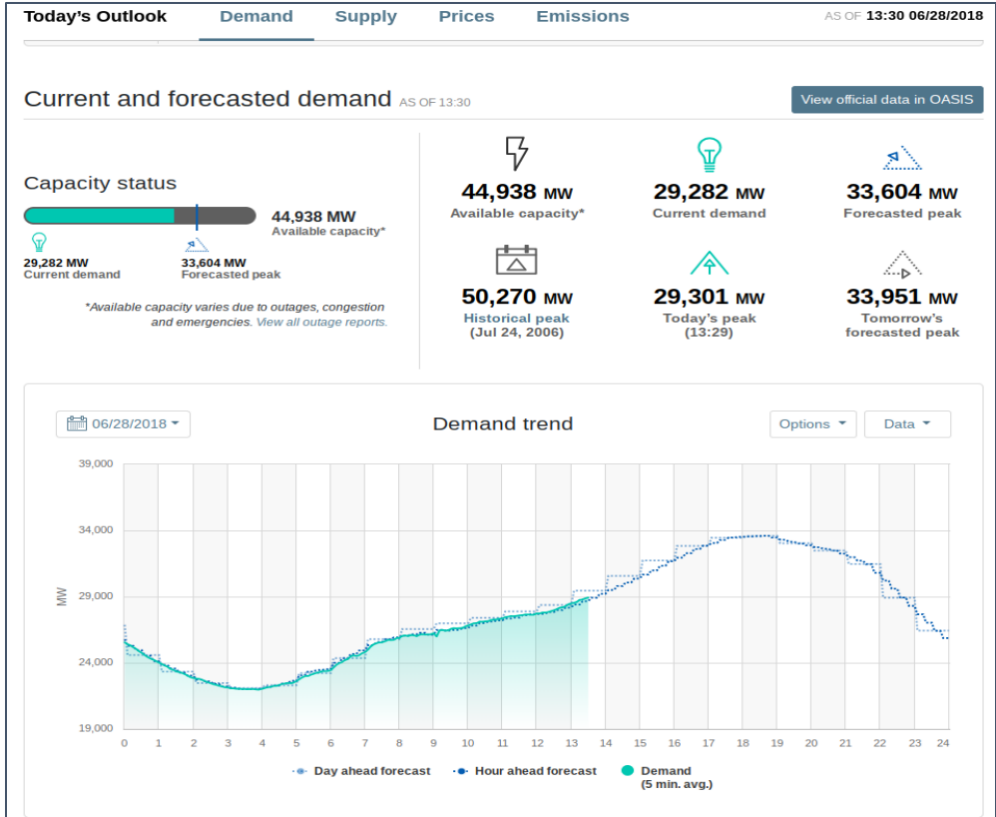 Today's Outlook Demand Supply Prices Emissions AS OF 13:30 06/28/2018
Current and forecasted demand AS OF 13:30
View official data in OASIS
Capacity status
44,938 MW
Available capacity*
29,282 MW
Current demand
33,604 MW
Forecasted peak
*Available capacity varies due to outages, congestion
and emergencies. View all outage reports.
44,938 MW
Available capacity*
29,282 MW
Current demand
33,604 MW
Forecasted peak
50,270 MW
Historical peak
(Jul 24, 2006)
29,301 MW
Today's peak
(13:29)
33,951 MW
Tomorrow's
forecasted peak
06/28/2018
Demand trend
Options
Data
39,000
34,000
29,000
24,000
19,000
MW
0 1 2 3 4 5 6 7 8 9 10 11 12 13 14 15 16 17 18 19 20 21 22 23 24
Day ahead forecast
Hour ahead forecast
Demand
(5 min. avg.)